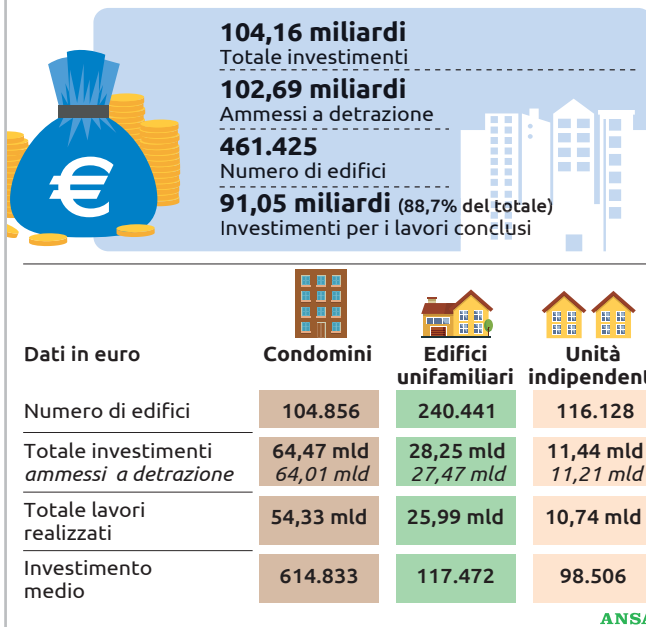 104,16 miliardi
Totale investimenti
102,69 miliardi
Ammessi a detrazione
461.425
Numero di edifici
91,05 miliardi (88,7% del totale)
Investimenti per i lavori conclusi
Dati in euro
Condomini
Edifici
unifamiliari
Unità
indipendent
Numero di edifici 104.856 240.441 116.128
Totale investimenti 64,47 mld 28,25 mld 11,44 mld
ammessi a detrazione 64,01 mld 27,47 mld 11,21 mld
Totale lavori
realizzati
54,33 mld 25,99 mld 10,74 mld
Investimento
medio
614.833 117.472 98.506
ANSA